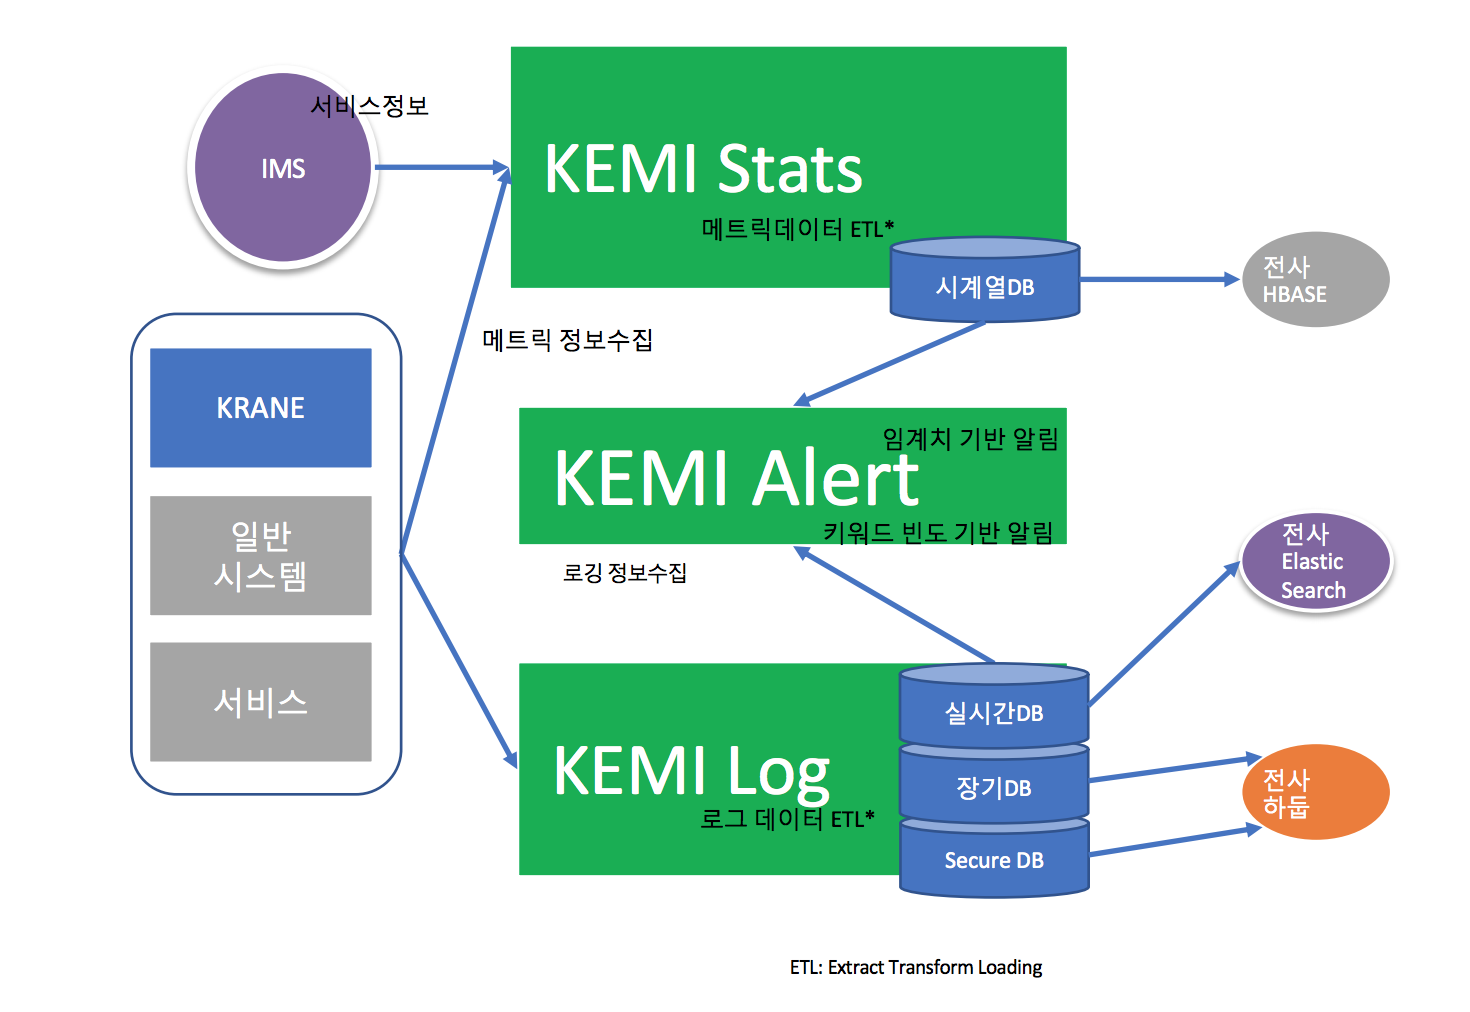 서비스정보
IMS
KEMI Stats
메트릭데이터 ETL*
시계열DB
전사
HBASE
메트릭 정보수집
KRANE
일반
시스템
서비스
임계치 기반 알림
KEMI Alert
키워드 빈도 기반 알림
로깅 정보수집
전사
Elastic
Search
실시간DB
KEMI Log
장기DB
로그 데이터 ETL*
Secure DB
전사
하둡
ETL: Extract Transform Loading